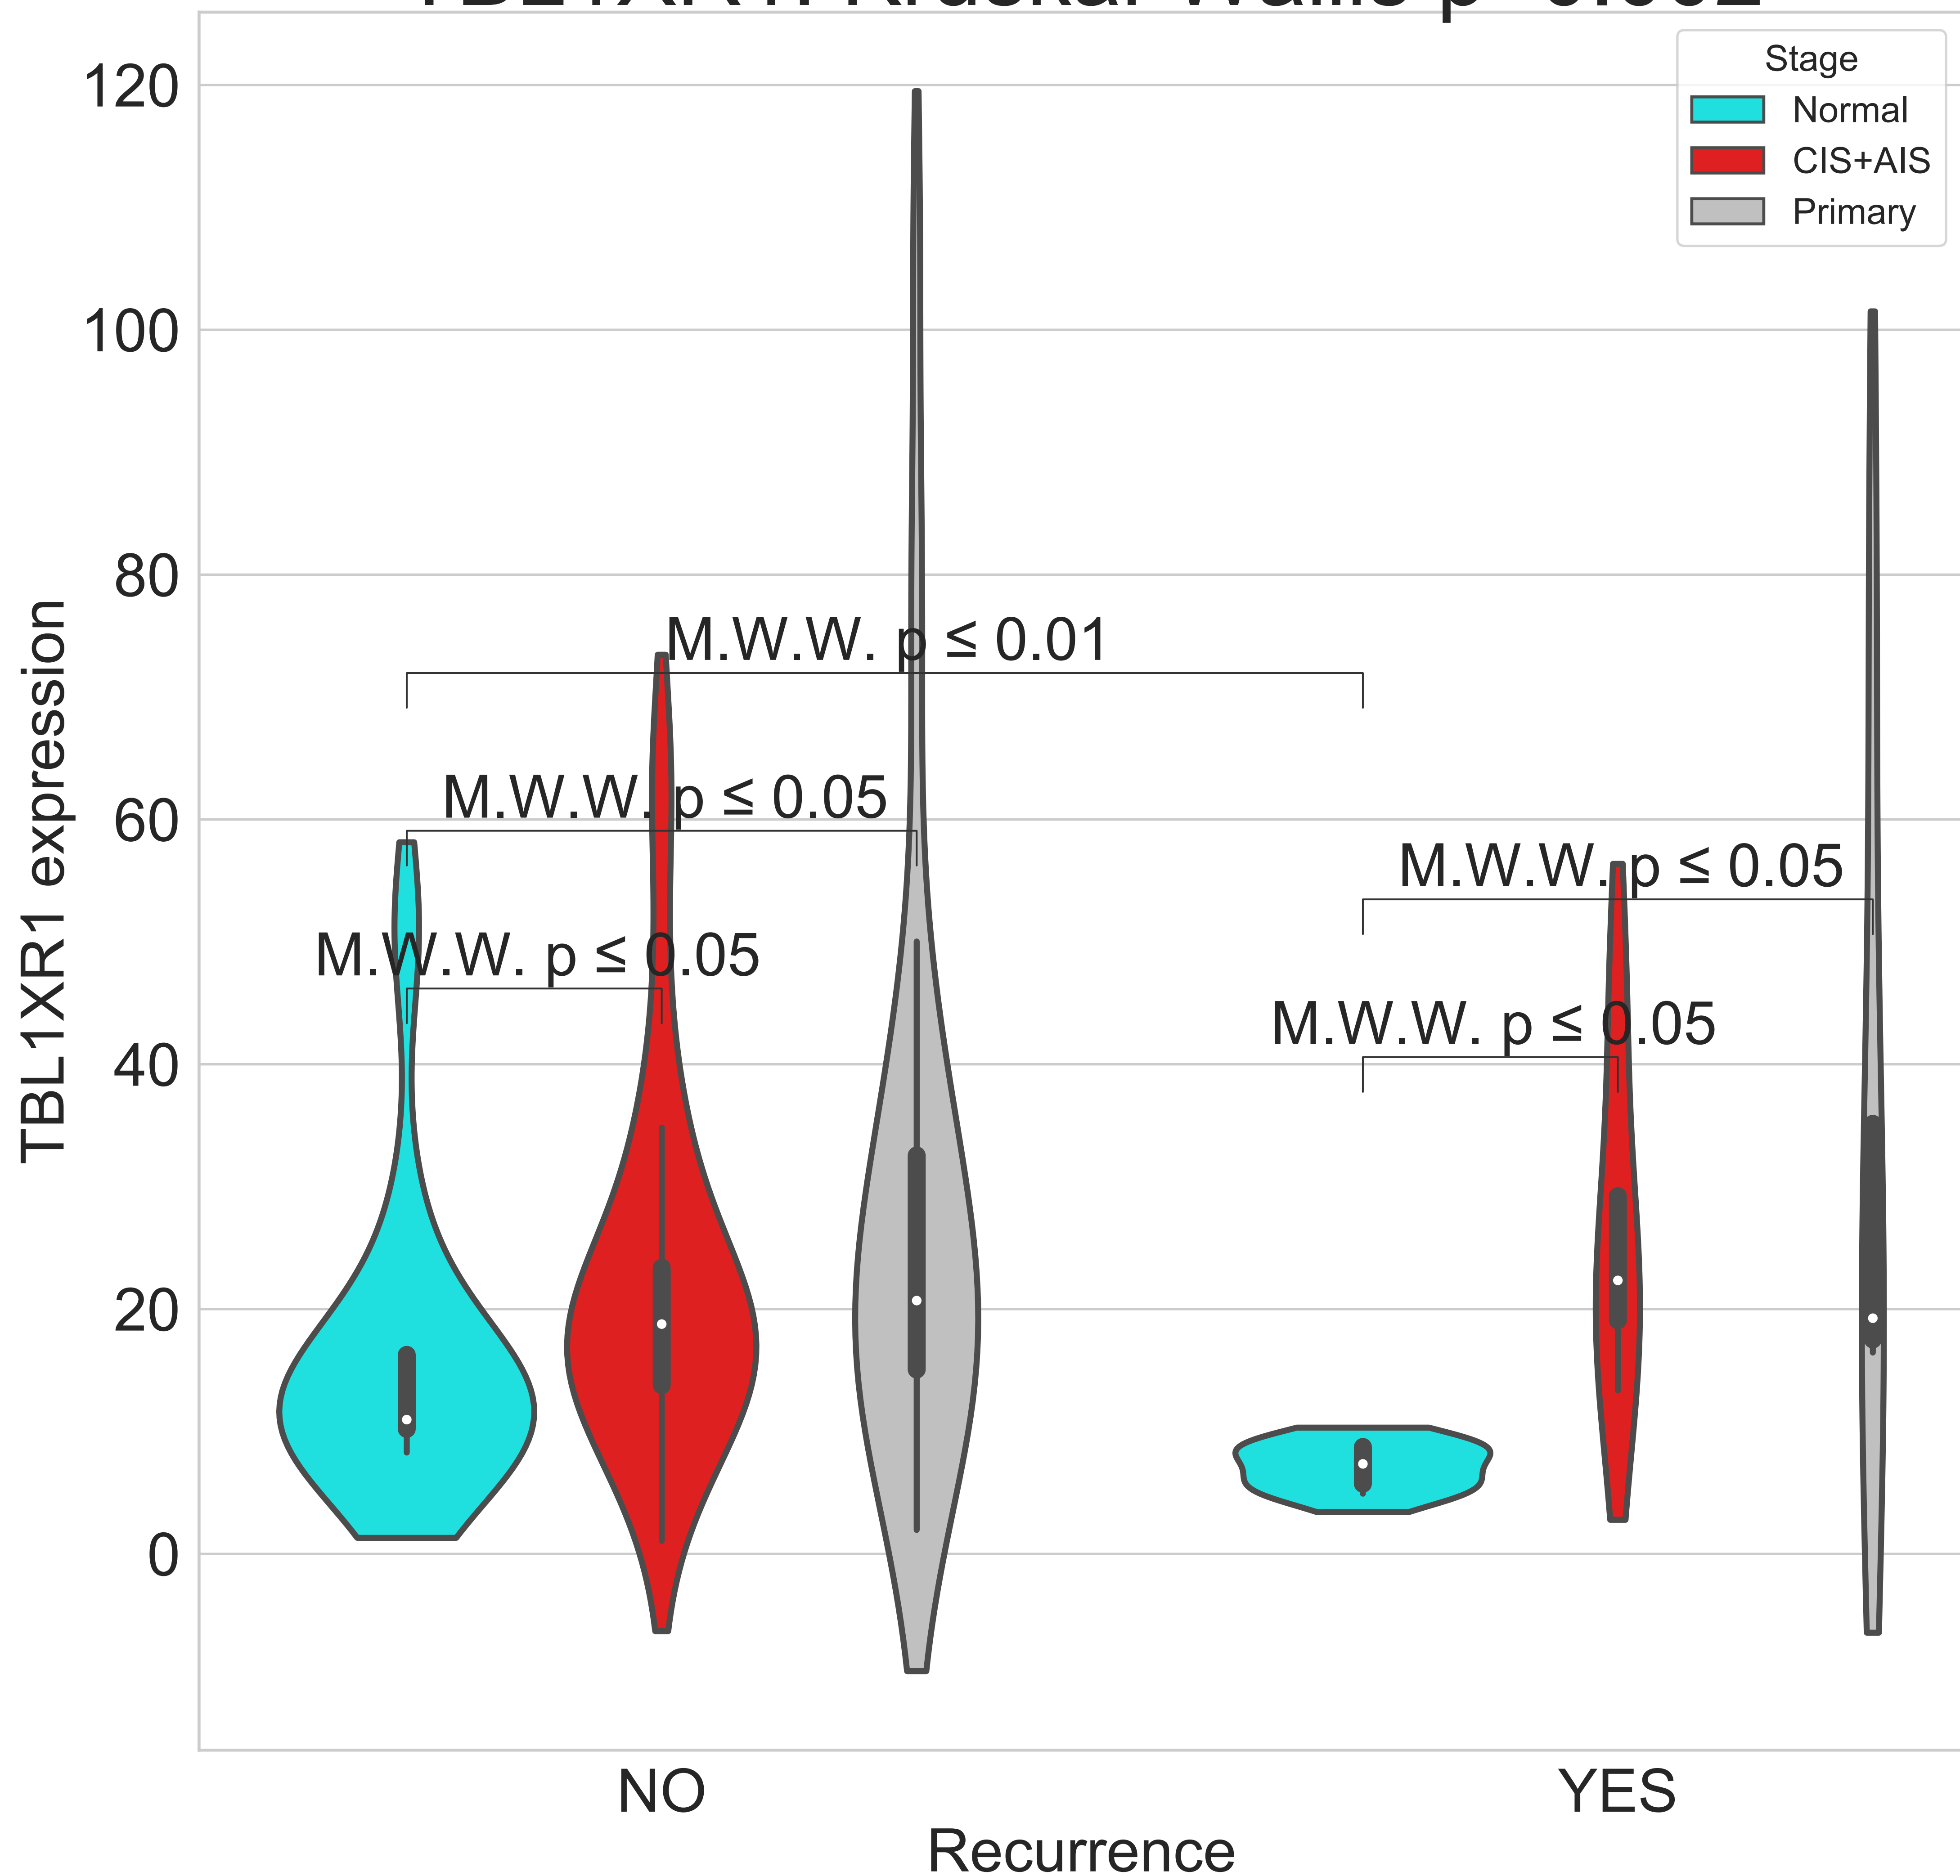 120
100
80
60
40
20
0
TBL1XR1 expression
Stage
Normal
CIS+AIS
Primary
M.W.W. p ≤ 0.01
M.W.W. p ≤ 0.05
M.W.W. p ≤ 0.05
M.W.W. p ≤ 0.05
M.W.W. p ≤ 0.05
NO
YES
Recurrence